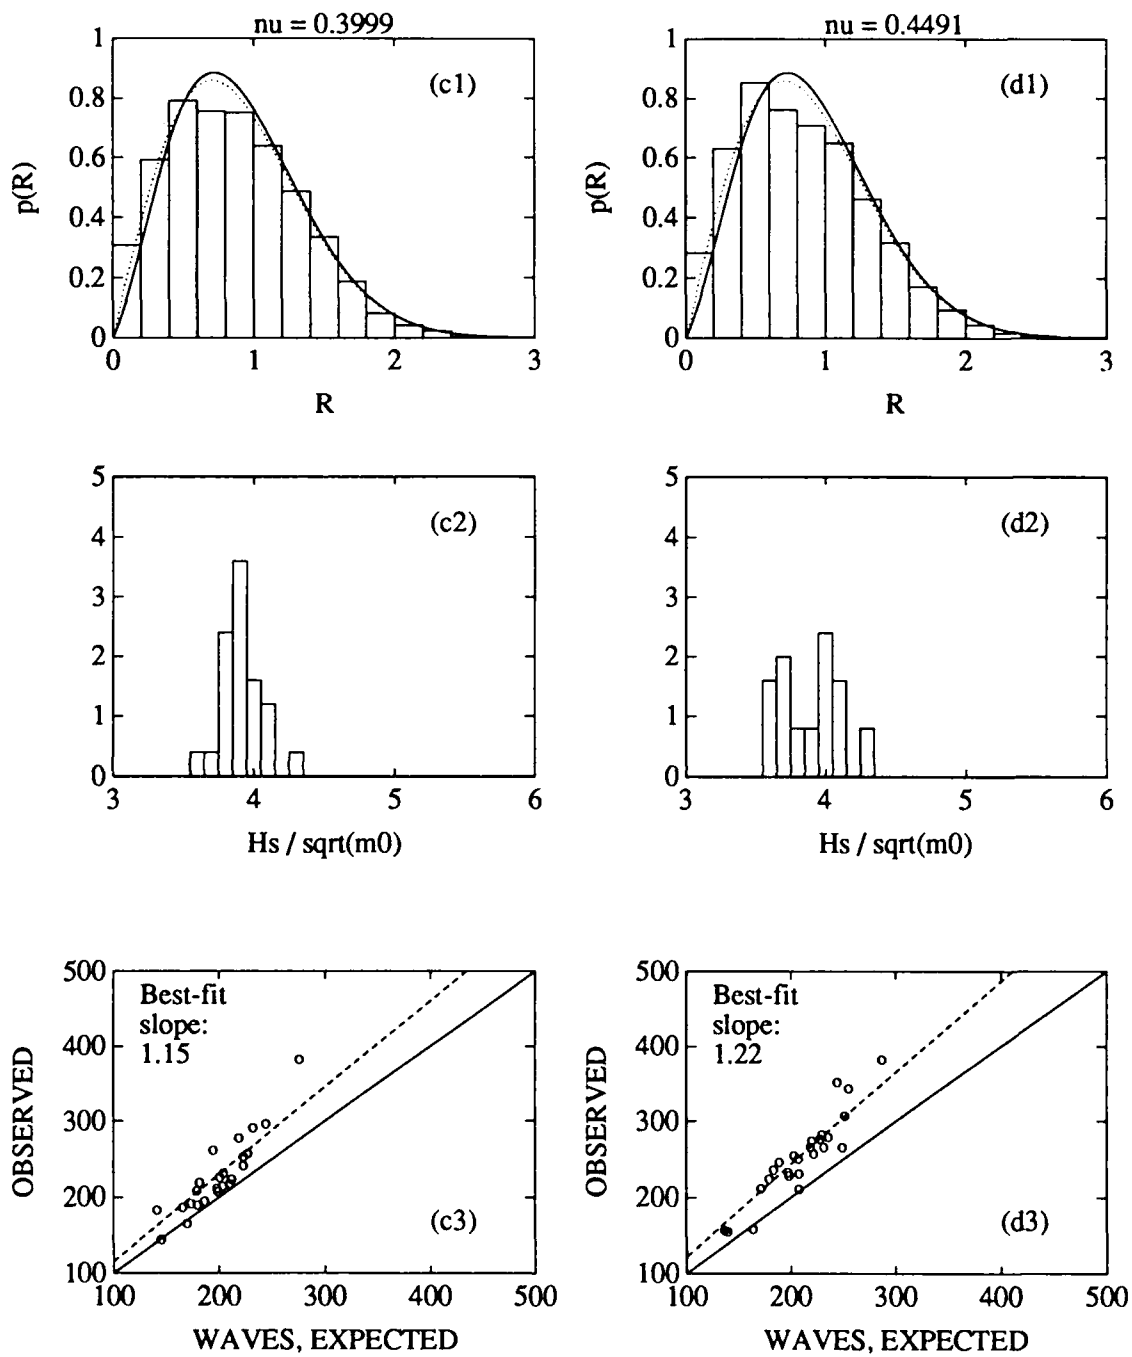 nu = 0.3999
1
0.8
0.6
0.4
0.2
0
p(R)
(c1)
0 1 2 3
R
nu = 0.4491
1
0.8
0.6
0.4
0.2
0
p(R)
(d1)
0 1 2 3
R
5
4
3
2
1
0
(c2)
3 4 5 6
Hs / sqrt(m0)
5
4
3
2
1
0
(d2)
3 4 5 6
Hs / sqrt(m0)
500
400
300
200
100
OBSERVED
Best-fit
slope:
1.15
(c3)
100 200 300 400 500
WAVES, EXPECTED
500
400
300
200
100
OBSERVED
Best-fit
slope:
1.22
(d3)
100 200 300 400 500
WAVES, EXPECTED